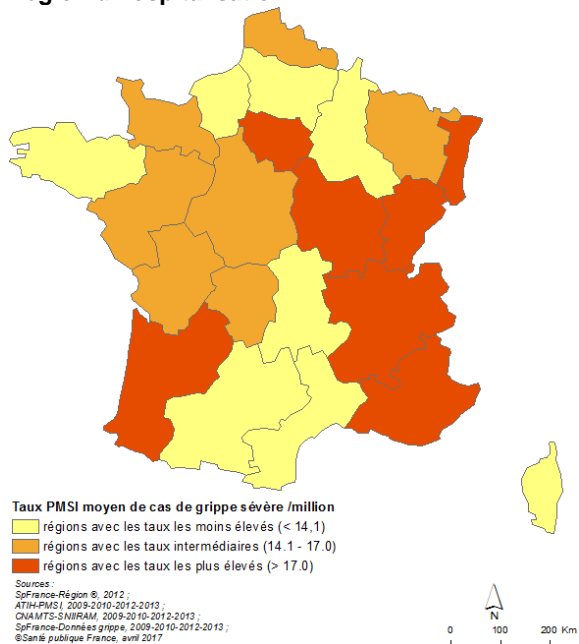 Taux PMSI moyen de cas de grippe sévère /million
régions avec les taux les moins élevés (< 14,1)
régions avec les taux intermédiaires (14.1 - 17.0)
régions avec les taux les plus élevés (> 17.0)
Sources :
SpFrance-Région ®, 2012 ;
ATIH-PMSI, 2009-2010-2012-2013 ;
CNAMTS-SNIIRAM, 2009-2010-2012-2013 ;
SpFrance-Données grippe, 2009-2010-2012-2013 ;
©Santé publique France, avril 2017
N
0 100 200 Km